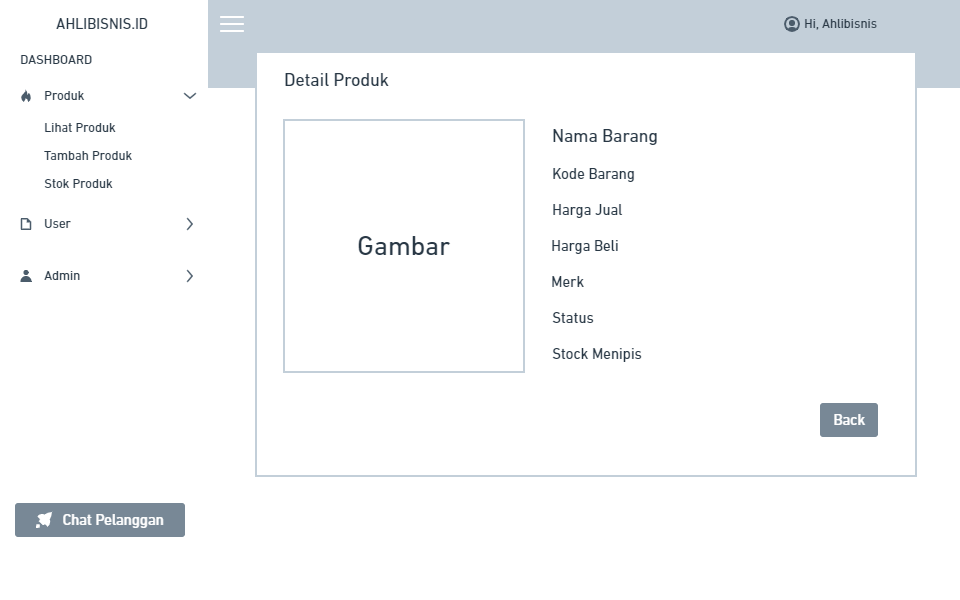 AHLIBISNIS.ID
Hi, Ahlibisnis
DASHBOARD
Produk
Lihat Produk
Tambah Produk
Stok Produk
User
Admin
Chat Pelanggan
Detail Produk
Gambar
Nama Barang
Kode Barang
Harga Jual
Harga Beli
Merk
Status
Stock Menipis
Back